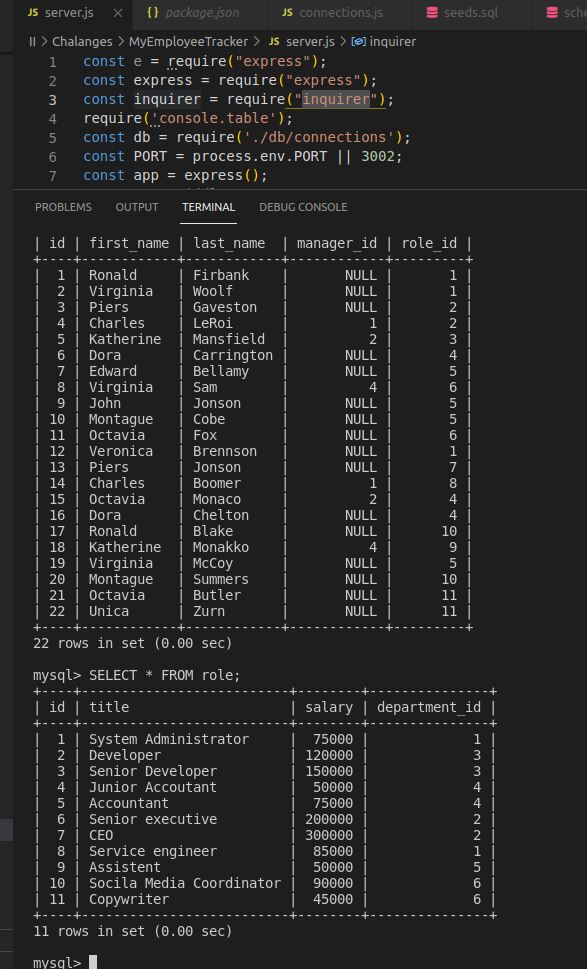 server.js package.json connections.js seeds.sql sche
II > Chalanges > MyEmployeeTracker > server.js > inquirer
1 const e = require("express");
2 const express = require("express");
3 const inquirer = require("inquirer");
4 require('console.table');
5 const db = require('./db/connections');
6 const PORT = process.env.PORT || 3002;
7 const app = express();
PROBLEMS OUTPUT TERMINAL DEBUG CONSOLE
| id | first_name | last_name  | manager_id | role_id |
+----+------------+------------+------------+---------+
|  1 | Ronald     | Firbank    |       NULL |       1 |
|  2 | Virginia   | Woolf      |       NULL |       1 |
|  3 | Piers      | Gaveston   |       NULL |       2 |
|  4 | Charles    | LeRoi      |          1 |       2 |
|  5 | Katherine  | Mansfield  |          2 |       3 |
|  6 | Dora       | Carrington |       NULL |       4 |
|  7 | Edward     | Bellamy    |       NULL |       5 |
|  8 | Virginia   | Sam        |          4 |       6 |
|  9 | John       | Jonson     |       NULL |       5 |
| 10 | Montague   | Cobe       |       NULL |       5 |
| 11 | Octavia    | Fox        |       NULL |       6 |
| 12 | Veronica   | Brennson   |       NULL |       1 |
| 13 | Piers      | Jonson     |       NULL |       7 |
| 14 | Charles    | Boomer     |          1 |       8 |
| 15 | Octavia    | Monaco     |          2 |       4 |
| 16 | Dora       | Chelton    |       NULL |       4 |
| 17 | Ronald     | Blake      |       NULL |      10 |
| 18 | Katherine  | Monakko    |          4 |       9 |
| 19 | Virginia   | McCoy      |       NULL |       5 |
| 20 | Montague   | Summers    |       NULL |      10 |
| 21 | Octavia    | Butler     |       NULL |      11 |
| 22 | Unica      | Zurn       |       NULL |      11 |
+----+------------+------------+------------+---------+
22 rows in set (0.00 sec)
mysql> SELECT * FROM role;
+----+--------------------------+--------+---------------+
| id | title                    | salary | department_id |
+----+--------------------------+--------+---------------+
|  1 | System Administrator     |  75000 |             1 |
|  2 | Developer                | 120000 |             3 |
|  3 | Senior Developer         | 150000 |             3 |
|  4 | Junior Accoutant         |  50000 |             4 |
|  5 | Accountant               |  75000 |             4 |
|  6 | Senior executive         | 200000 |             2 |
|  7 | CEO                      | 300000 |             2 |
|  8 | Service engineer         |  85000 |             1 |
|  9 | Assistent                |  50000 |             5 |
| 10 | Socila Media Coordinator |  90000 |             6 |
| 11 | Copywriter               |  45000 |             6 |
+----+--------------------------+--------+---------------+
11 rows in set (0.00 sec)
mysql>